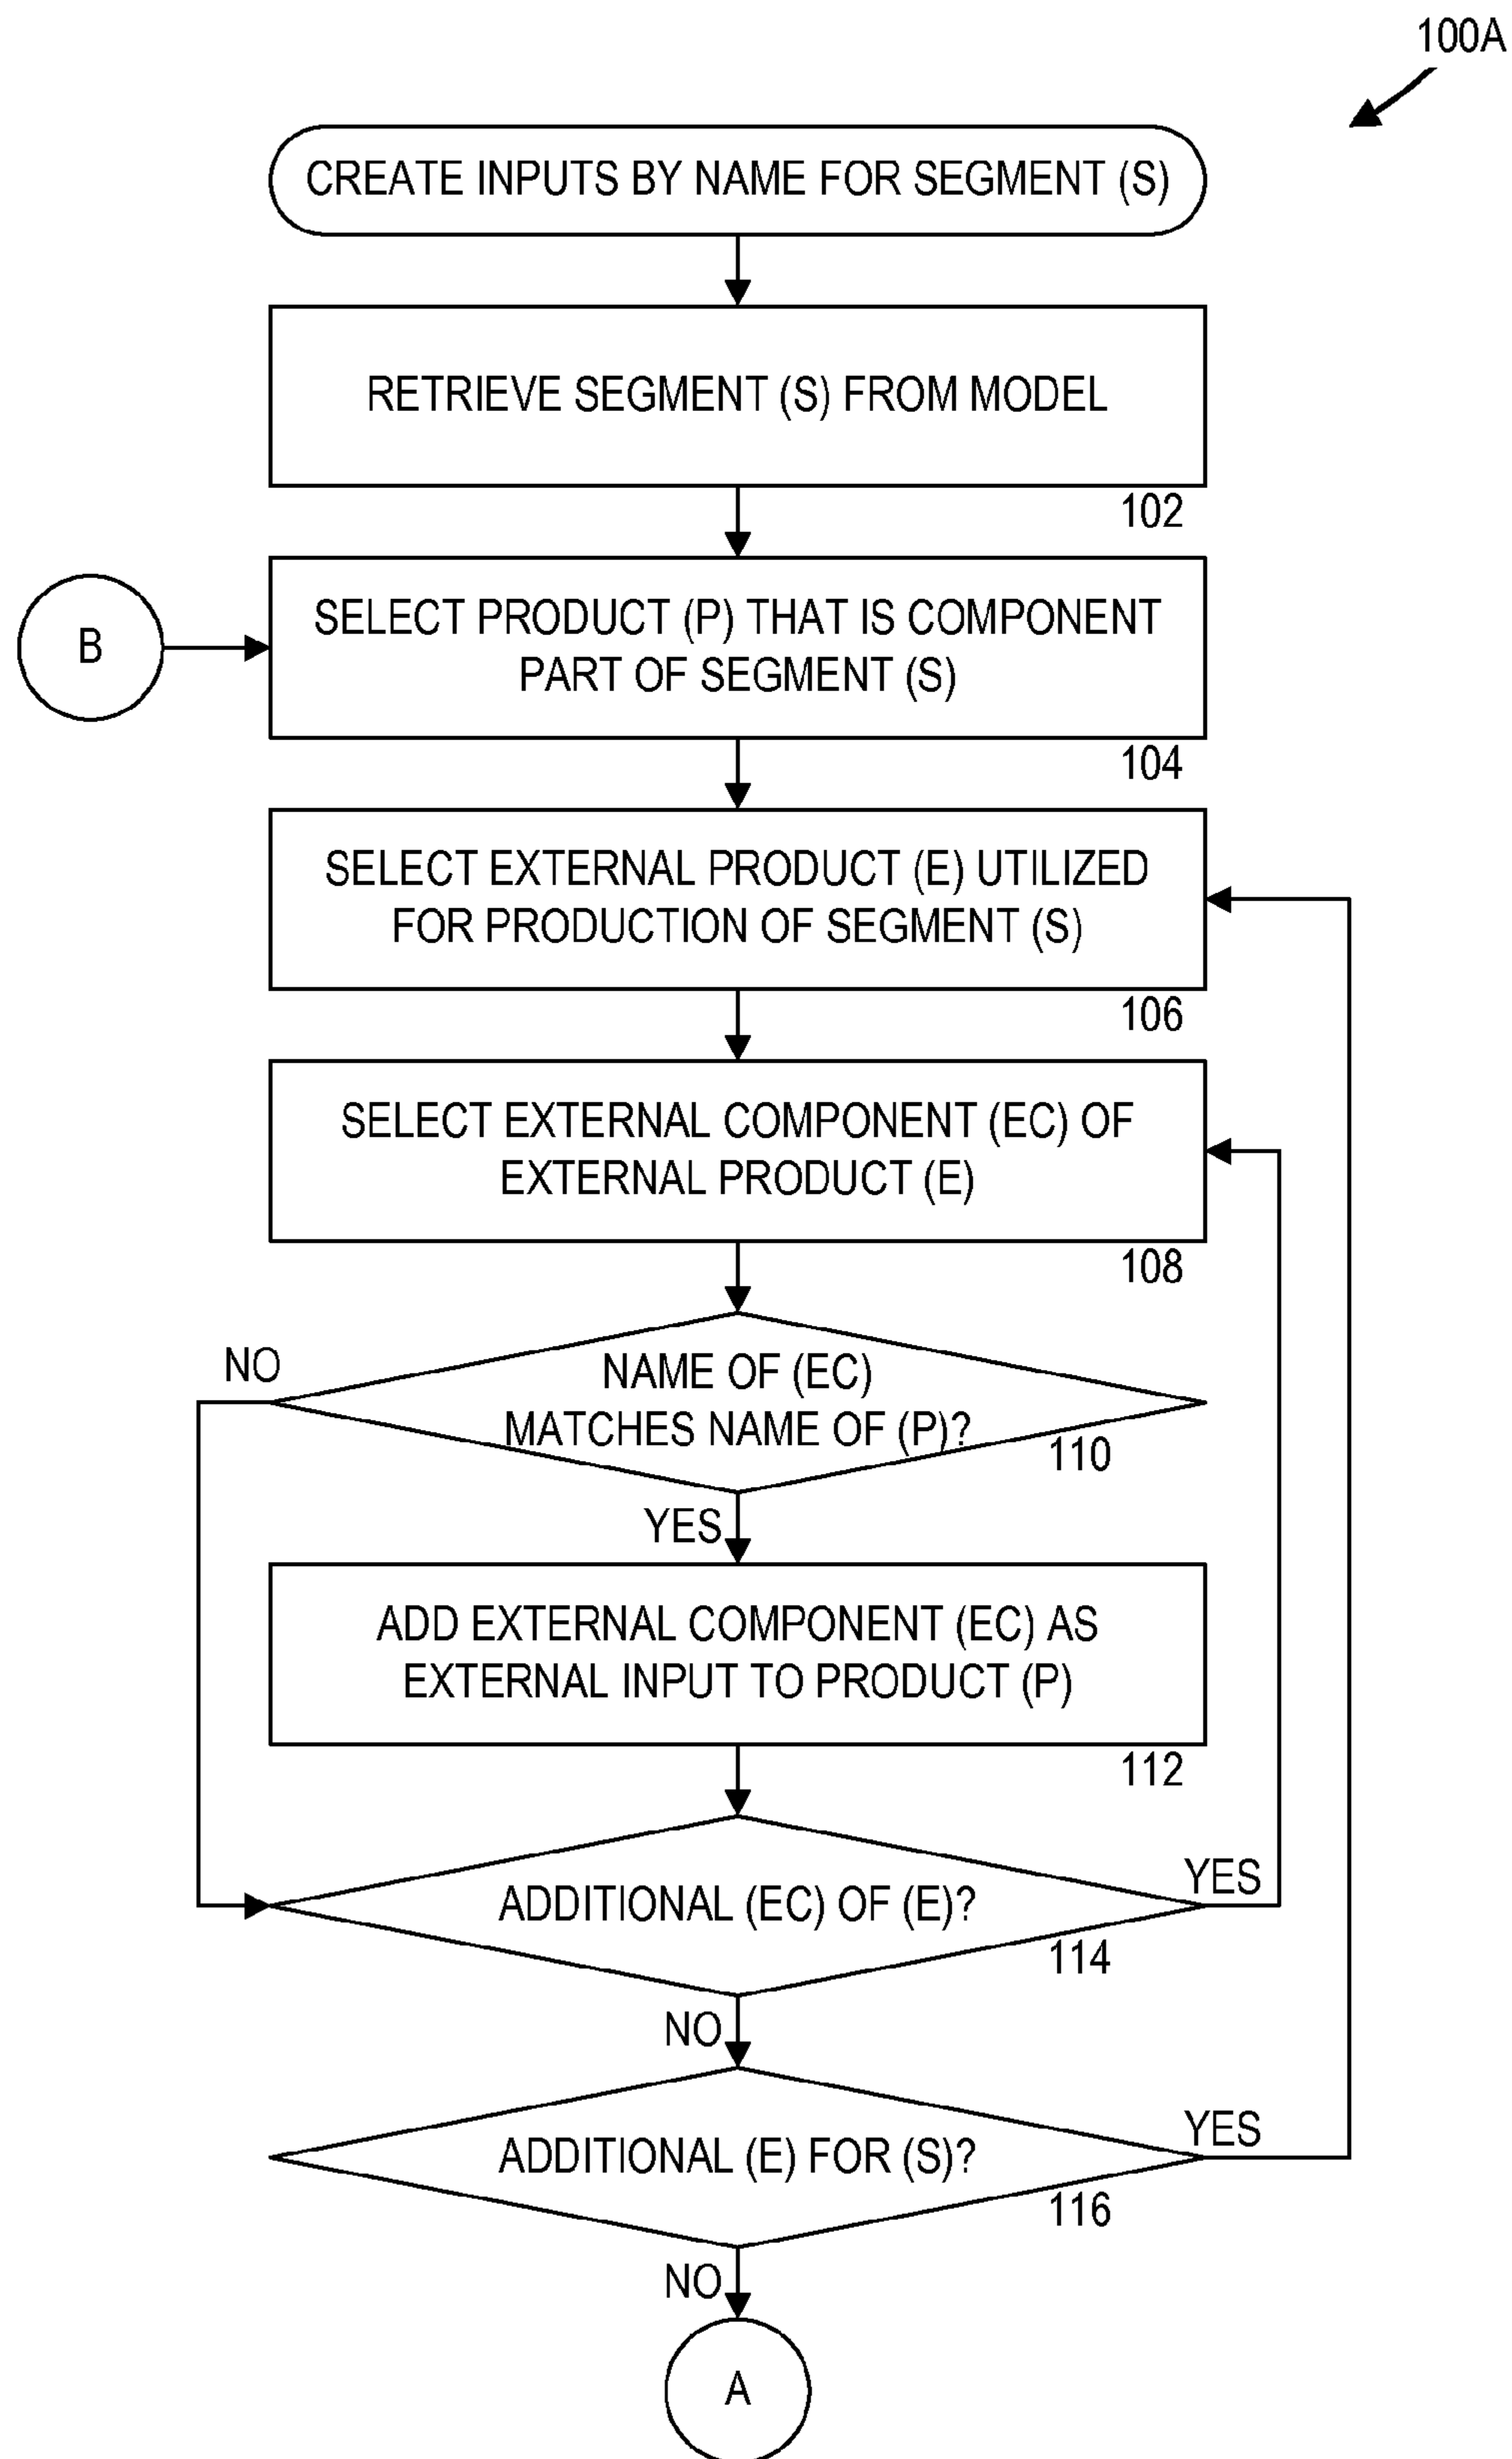 100A
CREATE INPUTS BY NAME FOR SEGMENT (S)
RETRIEVE SEGMENT (S) FROM MODEL
102
B
SELECT PRODUCT (P) THAT IS COMPONENT
PART OF SEGMENT (S)
104
SELECT EXTERNAL PRODUCT (E) UTILIZED
FOR PRODUCTION OF SEGMENT (S)
106
SELECT EXTERNAL COMPONENT (EC) OF
EXTERNAL PRODUCT (E)
108
NO
NAME OF (EC)
MATCHES NAME OF (P)?
110
YES
ADD EXTERNAL COMPONENT (EC) AS
EXTERNAL INPUT TO PRODUCT (P)
112
YES
ADDITIONAL (EC) OF (E)?
114
NO
YES
ADDITIONAL (E) FOR (S)?
116
NO
A